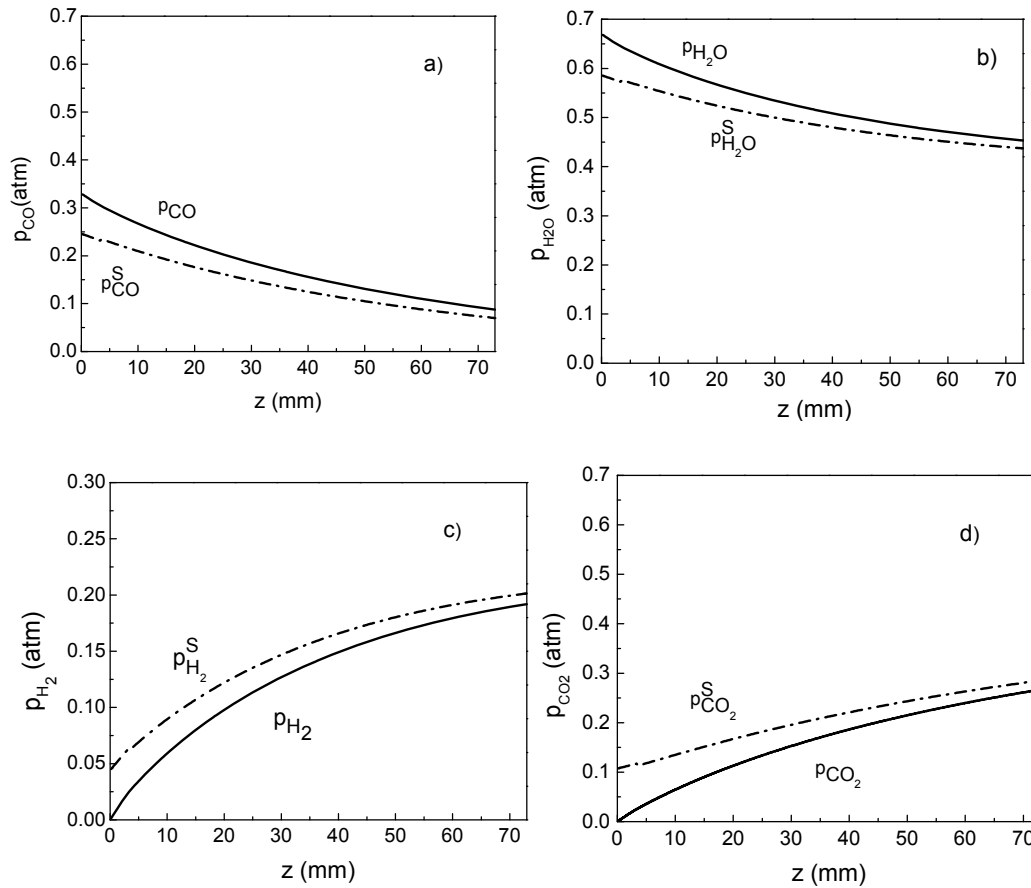 a)
p_CO (atm)
0.7
0.6
0.5
0.4
0.3
0.2
0.1
0.0
p_CO
p^S_CO
0 10 20 30 40 50 60 70
z (mm)
b)
p_H2O (atm)
0.7
0.6
0.5
0.4
0.3
0.2
0.1
0.0
p_H₂O
p^S_H₂O
0 10 20 30 40 50 60 70
z (mm)
c)
p_H₂ (atm)
0.30
0.25
0.20
0.15
0.10
0.05
0.00
p^S_H₂
p_H2
0 10 20 30 40 50 60 70
z (mm)
d)
p_CO2 (atm)
0.7
0.6
0.5
0.4
0.3
0.2
0.1
0.0
p^S_CO₂
p_CO₂
0 10 20 30 40 50 60 70
z (mm)